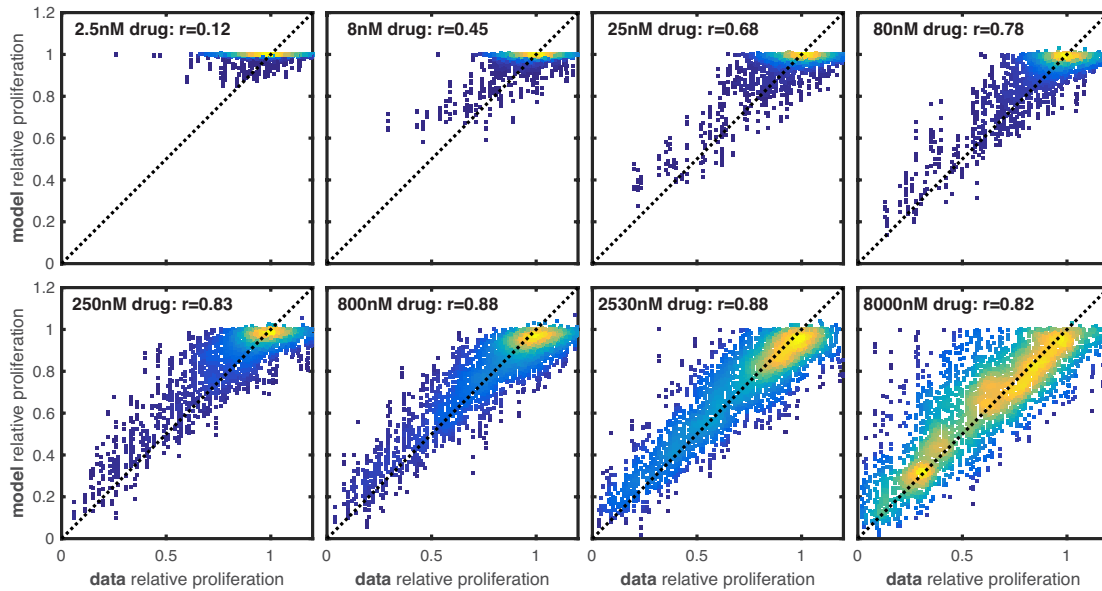 2.5nM drug: r=0.12
8nM drug: r=0.45
25nM drug: r=0.68
80nM drug: r=0.78
1.2
1
0.8
0.6
0.4
0.2
0
model relative proliferation
250nM drug: r=0.83
800nM drug: r=0.88
2530nM drug: r=0.88
8000nM drug: r=0.82
1.2
1
0.8
0.6
0.4
0.2
0
model relative proliferation
0 0.5 1
0.5 1
0.5 1
0 0.5 1
data relative proliferation
data relative proliferation
data relative proliferation
data relative proliferation